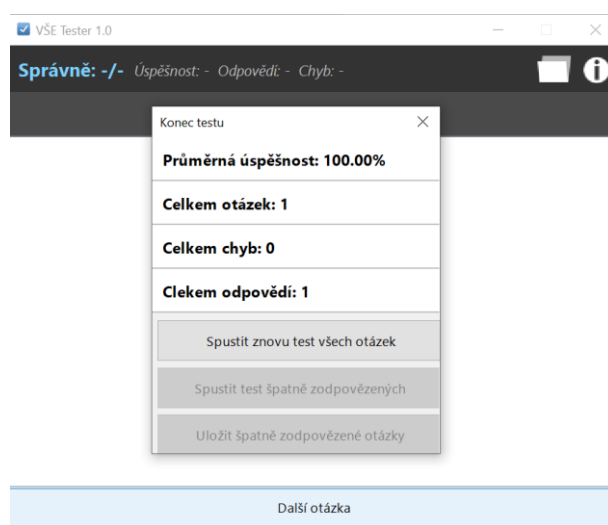 VŠE Tester 1.0
Správně: -/- Úspěšnost: - Odpovědí: - Chyb: -
Konec testu
Průměrná úspěšnost: 100.00%
Celkem otázek: 1
Celkem chyb: 0
Clekem odpovědí: 1
Spustit znovu test všech otázek
Spustit test špatně zodpovězených
Uložit špatně zodpovězené otázky
Další otázka